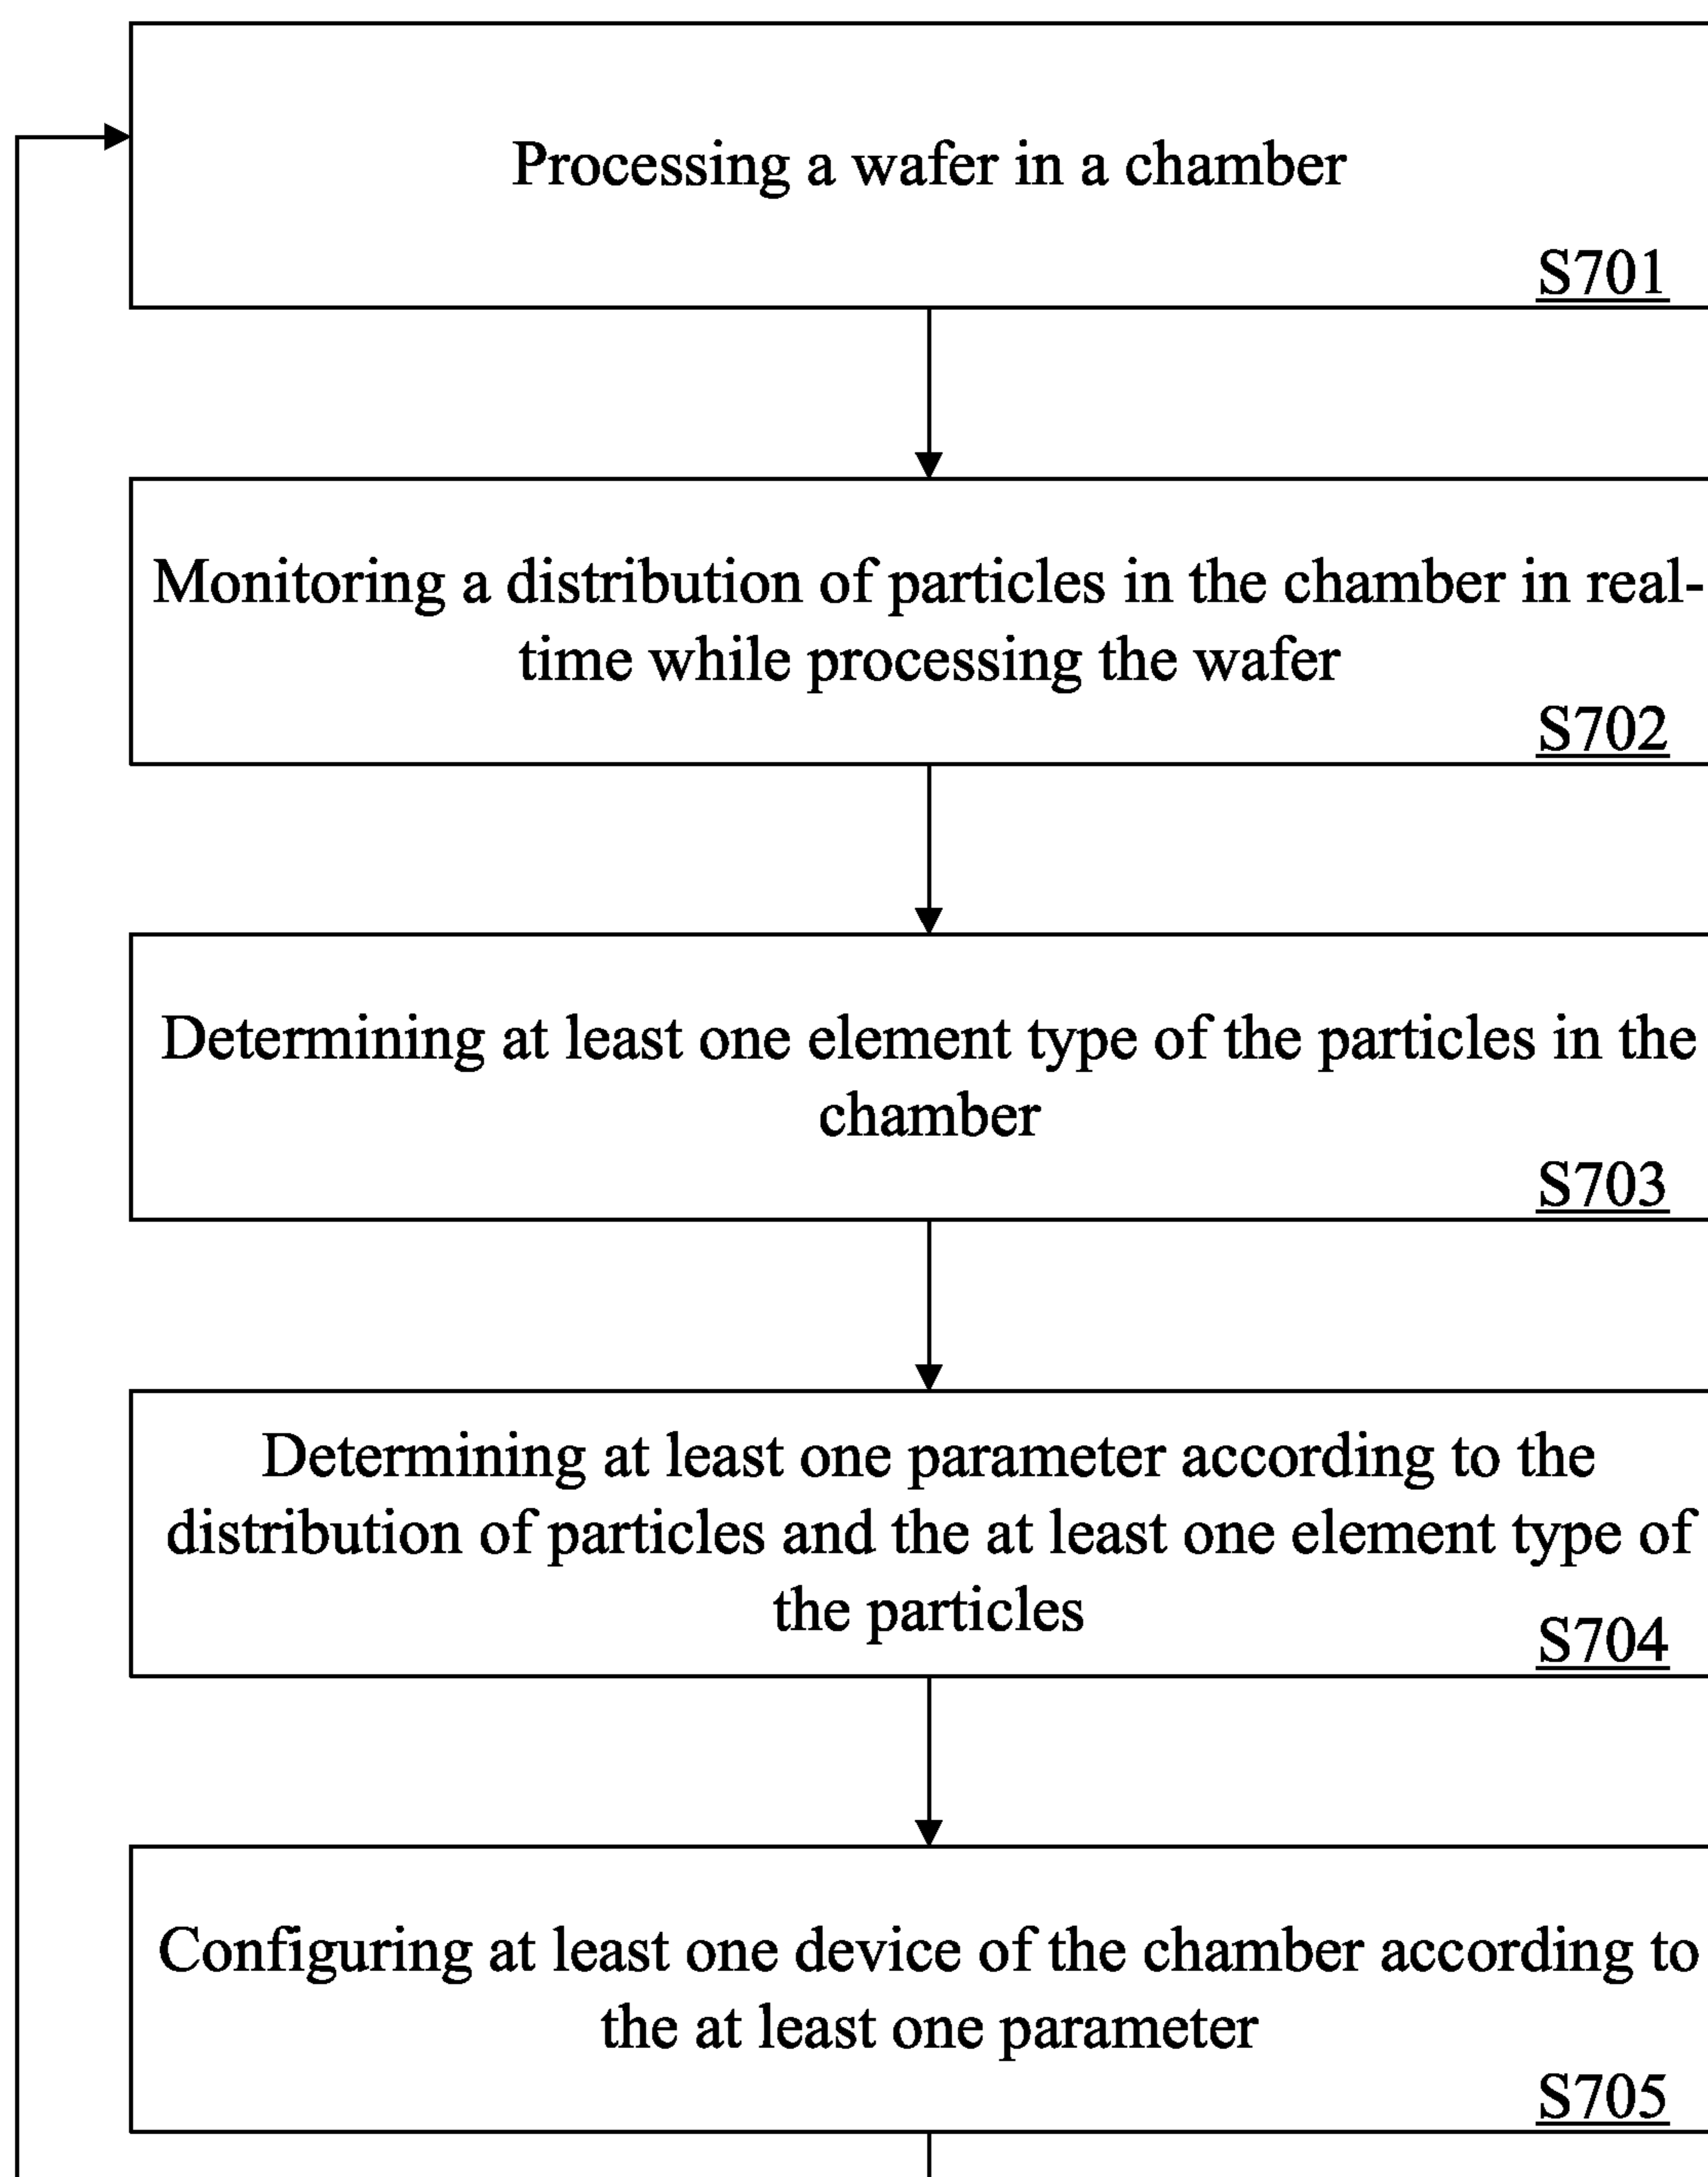 Processing a wafer in a chamber
S701
Monitoring a distribution of particles in the chamber in real-
time while processing the wafer
S702
Determining at least one element type of the particles in the
chamber
S703
Determining at least one parameter according to the
distribution of particles and the at least one element type of
the particles
S704
Configuring at least one device of the chamber according to
the at least one parameter
S705